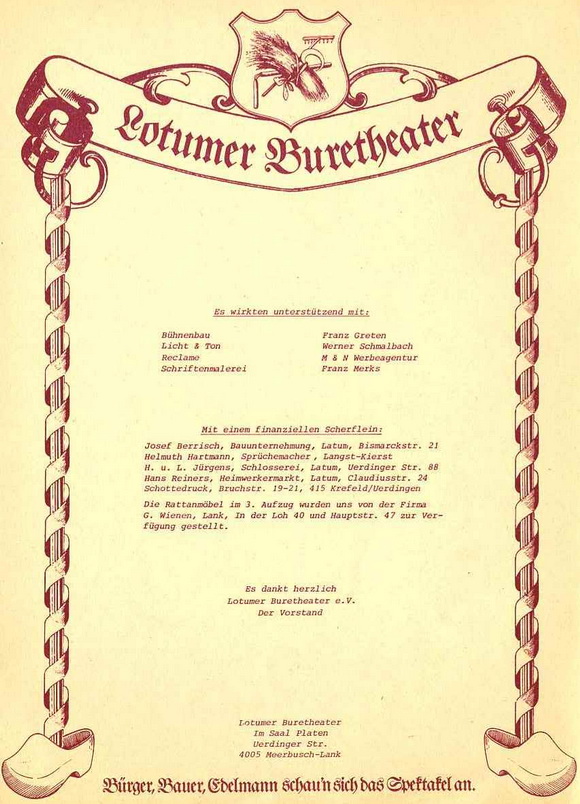 Lotumer Buretheater
Es wirkten unterstützend mit:
Bühnenbau Franz Greten
Licht & Ton Werner Schmalbach
Reclame M & N Werbeagentur
Schriftenmalerei Franz Merks
Mit einem finanziellen Scherflein:
Josef Berrisch, Bauunternehmung, Latum, Bismarckstr. 21
Helmuth Hartmann, Sprüchemacher, Langst-Kierst
H. u. L. Jürgens, Schlosserei, Latum, Uerdinger Str. 88
Hans Reiners, Heimwerkermarkt, Latum, Claudiusstr. 24
Schottedruck, Bruchstr. 19-21, 415 Krefeld/Uerdingen
Die Rattanmöbel im 3. Aufzug wurden uns von der Firma
G. Wienen, Lank, In der Loh 40 und Hauptstr. 47 zur Ver-
fügung gestellt.
Es dankt herzlich
Lotumer Buretheater e.V.
Der Vorstand
Lotumer Buretheater
Im Saal Platen
Uerdinger Str.
4005 Meerbusch-Lank
Bürger, Bauer, Edelmann schau'n sich das Spektakel an.